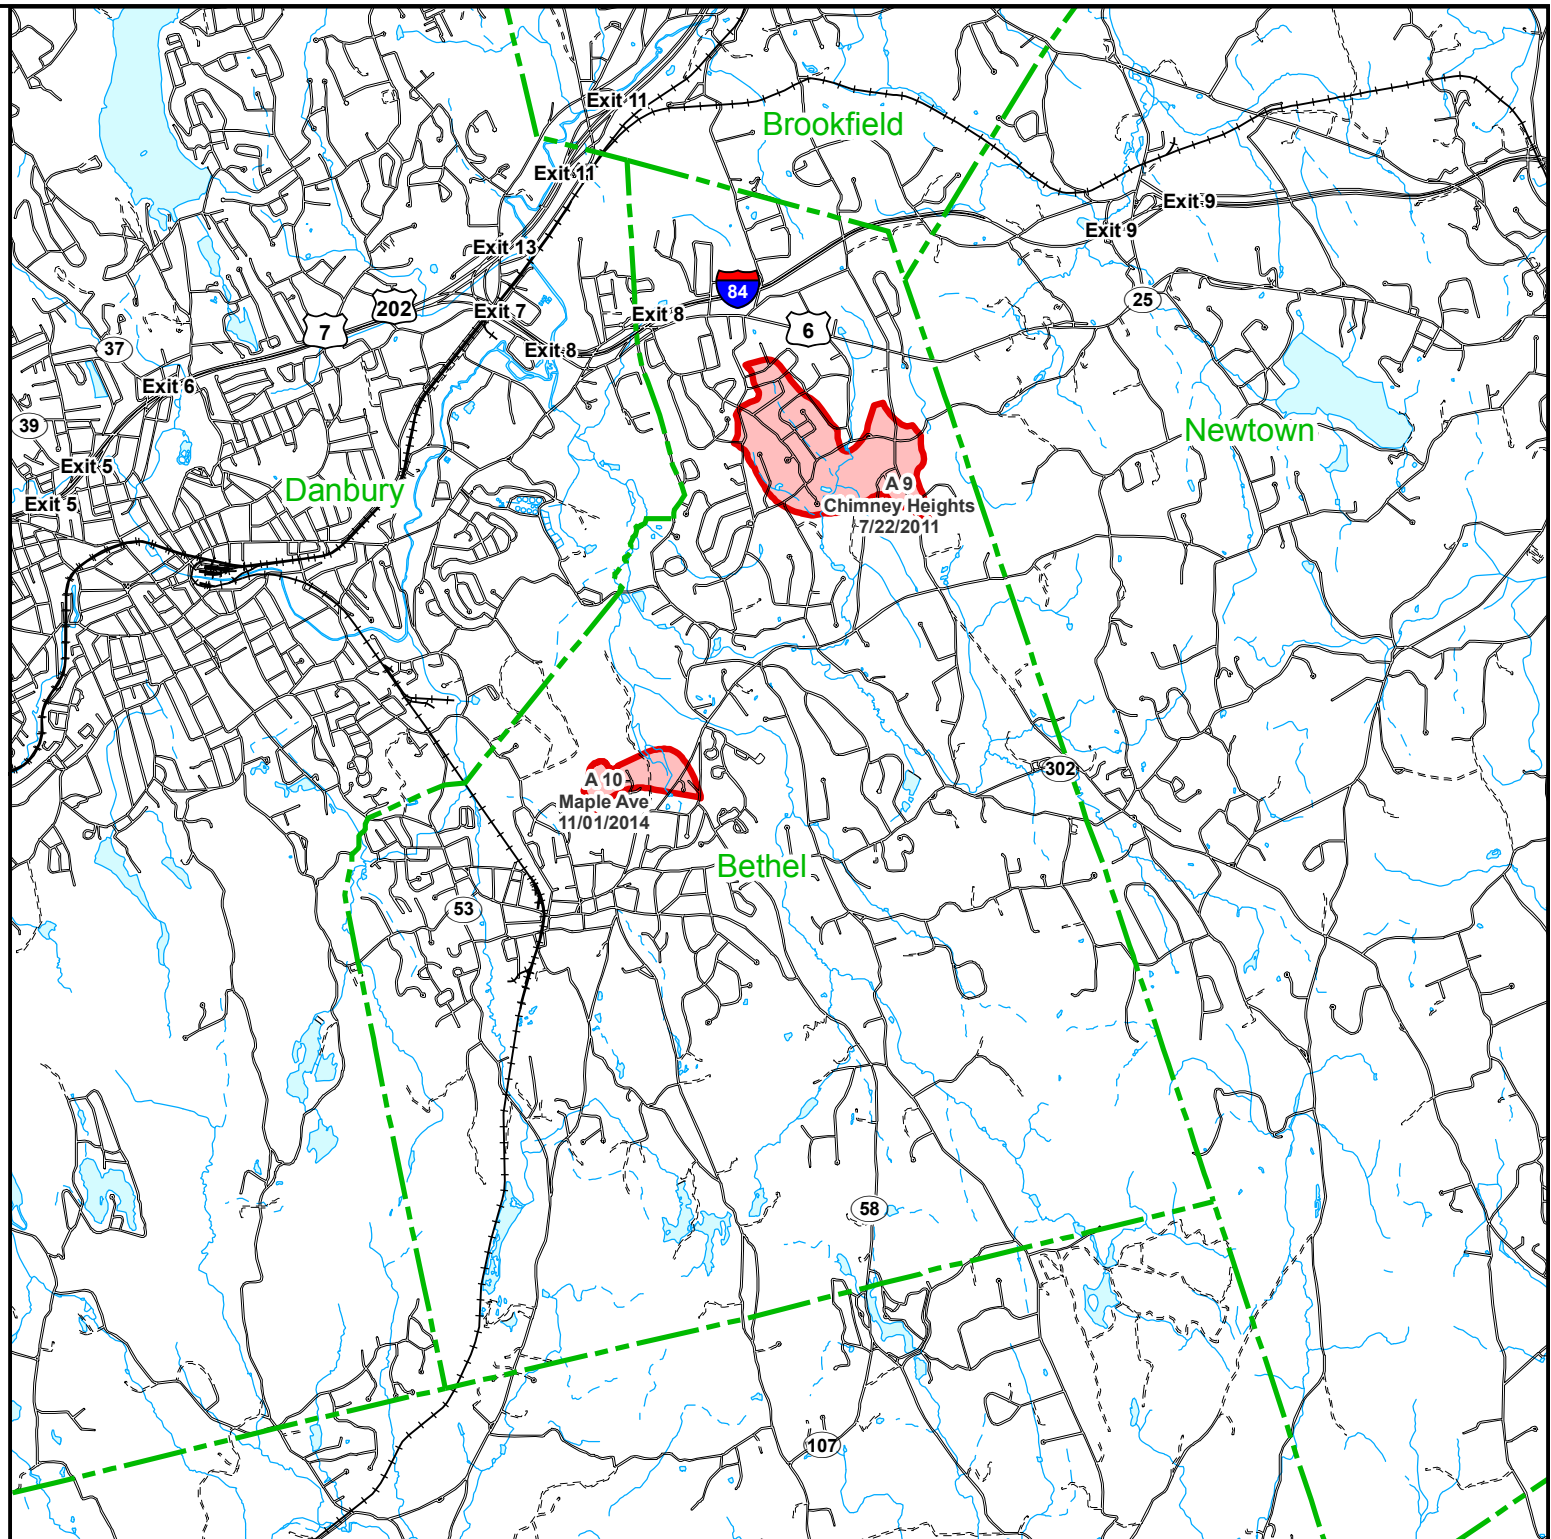 Exit 11
Brookfield
Exit 11
Exit 9
Exit 9
Exit 13
84
25
202
Exit 7
Exit 8
6
7
37
Exit 8
Exit 6
39
Newtown
Exit 5
Danbury
Exit 5
A 9
Chimney Heights
7/22/2011
302
A 10
Maple Ave
11/01/2014
Bethel
53
58
107